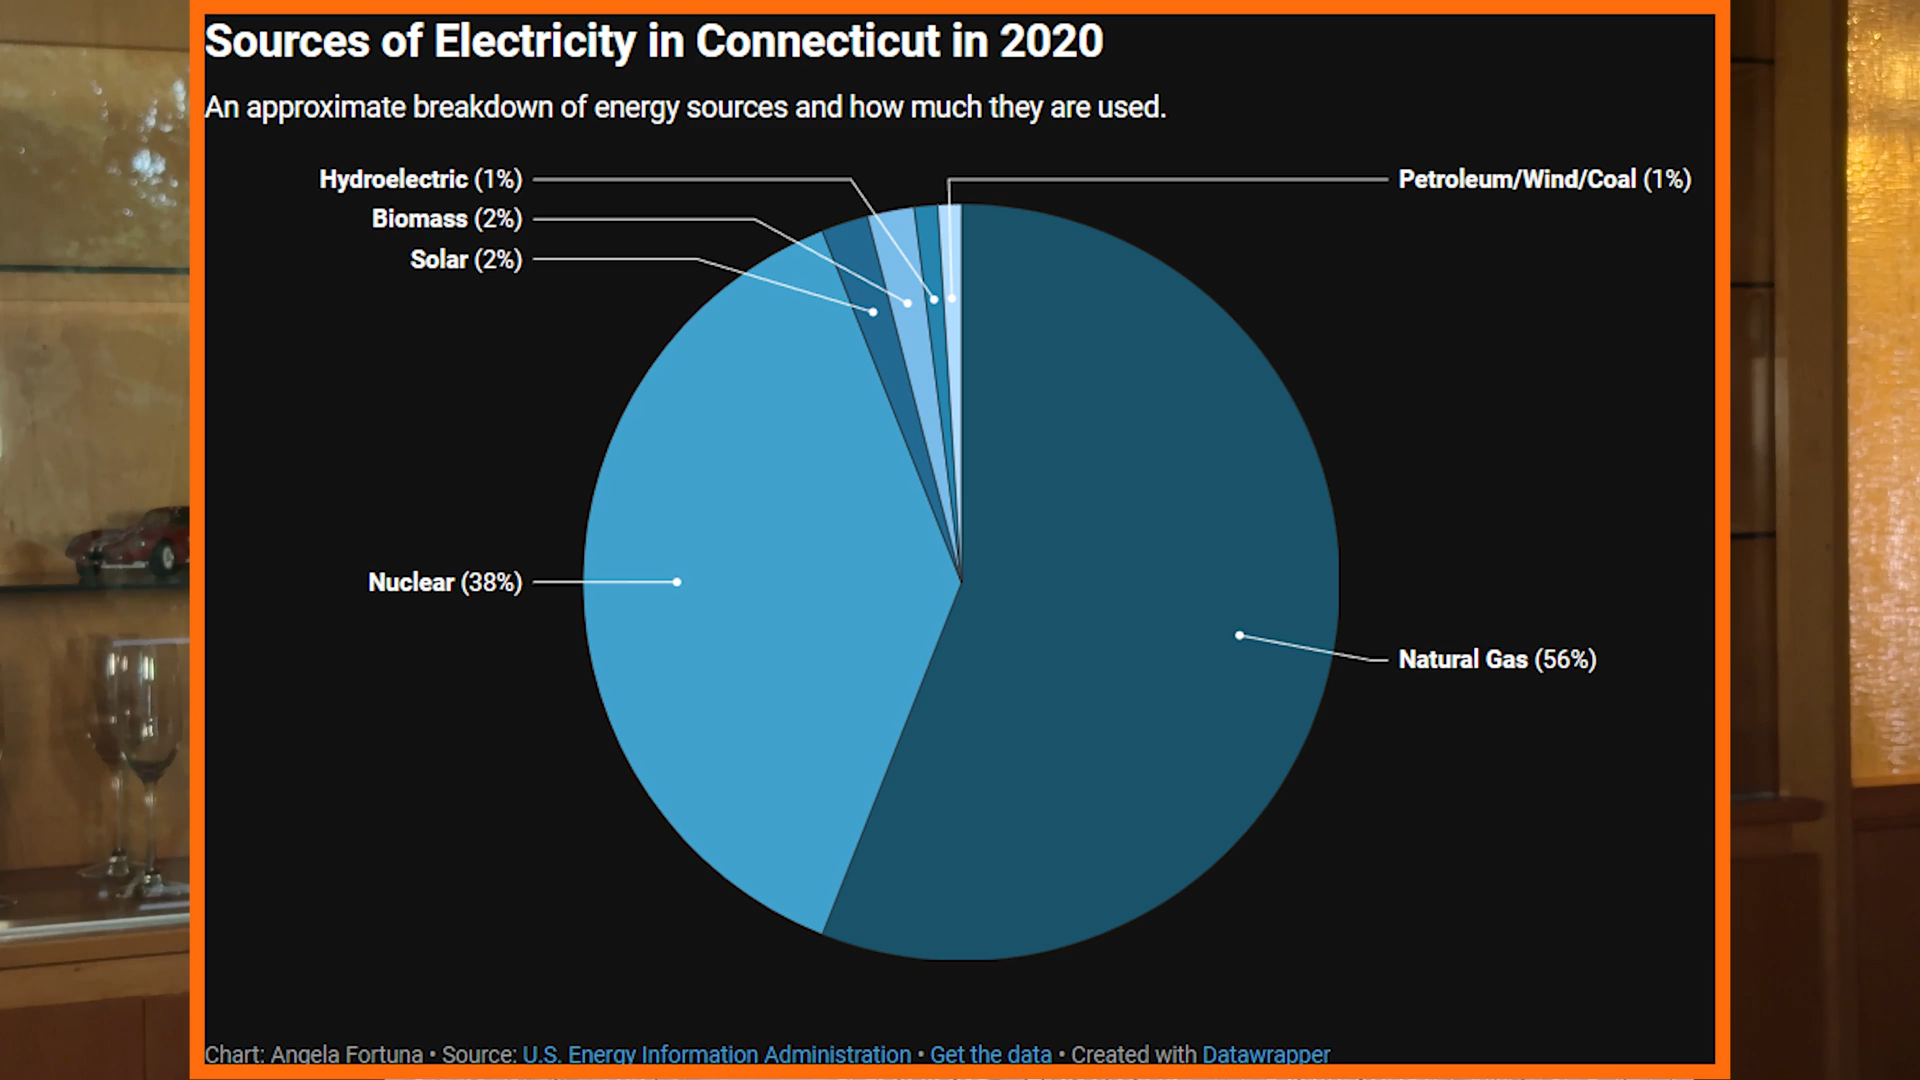 Sources of Electricity in Connecticut in 2020
An approximate breakdown of energy sources and how much they are used.
Hydroelectric (1%)
Petroleum/Wind/Coal (1%)
Biomass (2%)
Solar (2%)
Nuclear (38%)
Natural Gas (56%)
Chart: Angela Fortuna • Source: U.S. Energy Information Administration • Get the data • Created with Datawrapper